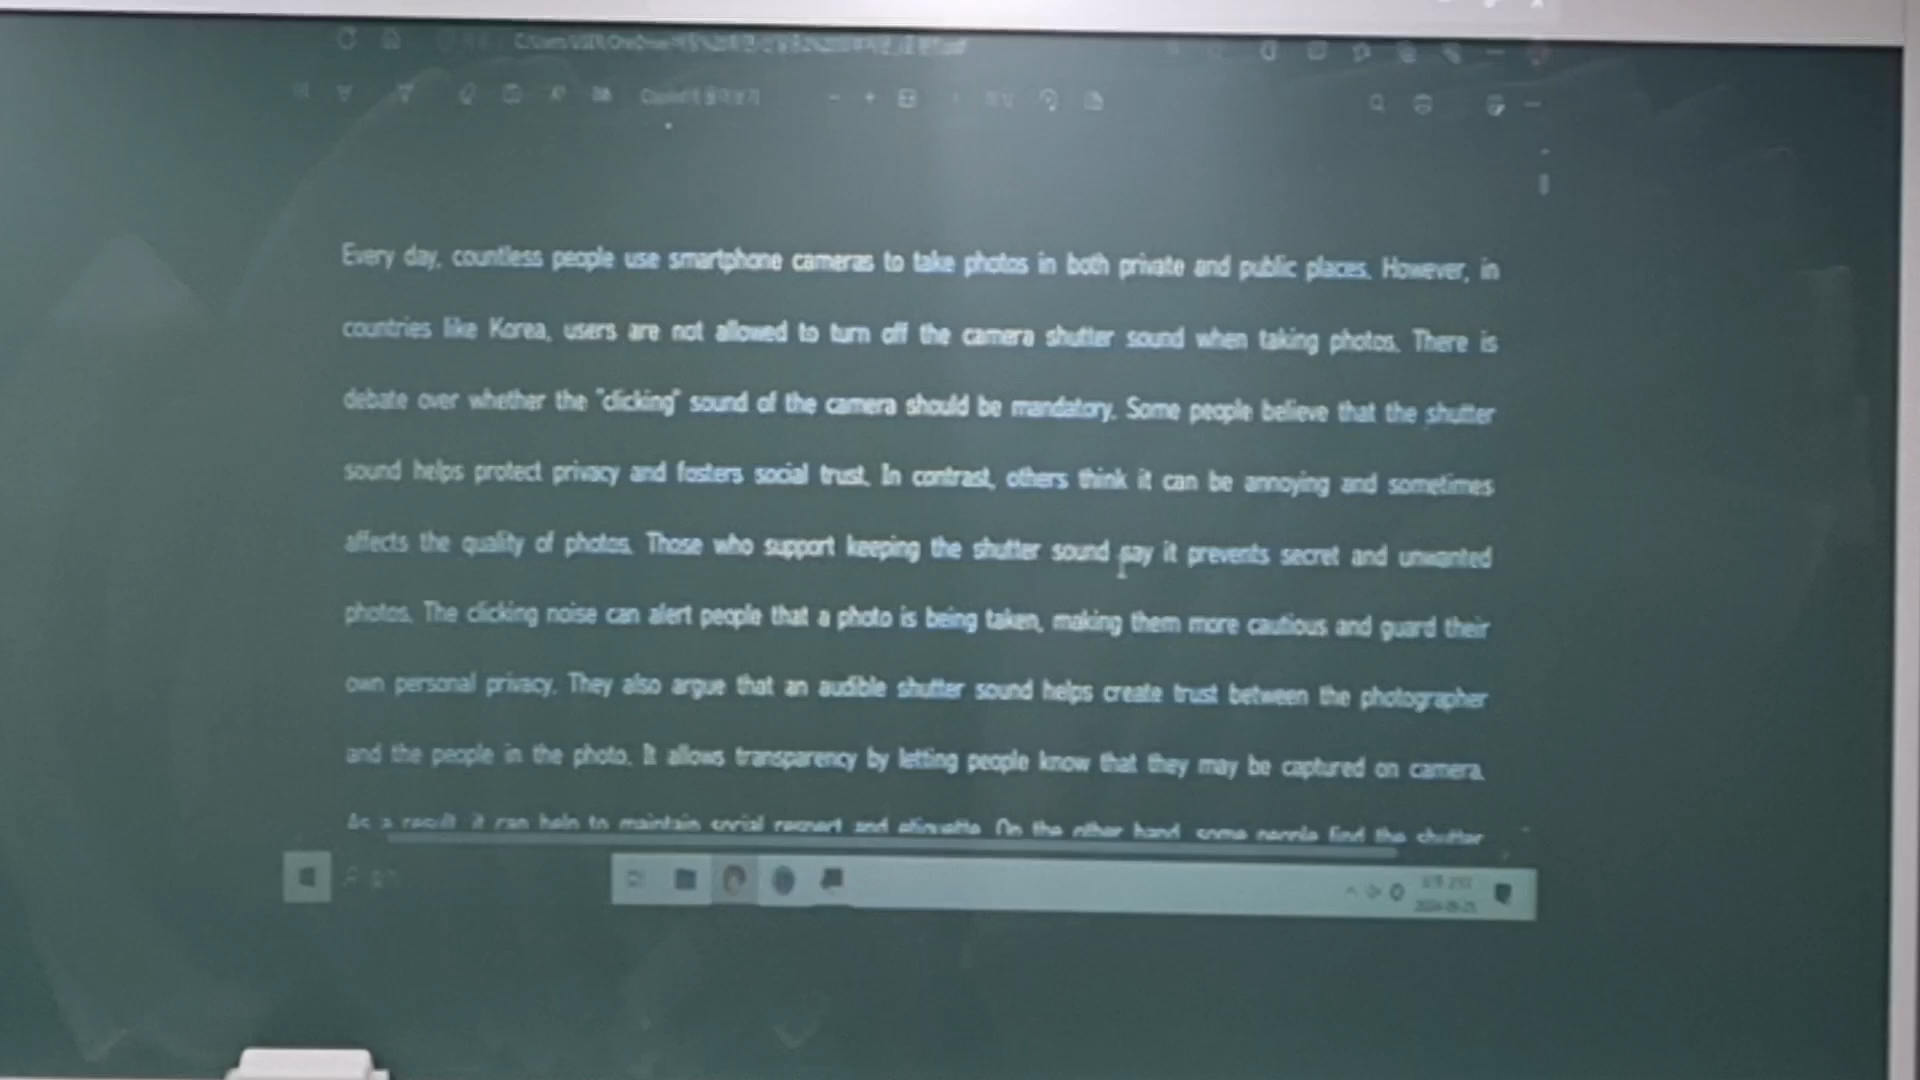 Every day, countless people use smartphone cameras to take photos in both private and public places. However, in
countries like Korea, users are not allowed to turn off the camera shutter sound when taking photos. There is
debate over whether the "clicking" sound of the camera should be mandatory. Some people believe that the shutter
sound helps protect privacy and fosters social trust. In contrast, others think it can be annoying and sometimes
affects the quality of photos. Those who support keeping the shutter sound say it prevents secret and unwanted
photos. The clicking noise can alert people that a photo is being taken, making them more cautious and guard their
own personal privacy. They also argue that an audible shutter sound helps create trust between the photographer
and the people in the photo. It allows transparency by letting people know that they may be captured on camera.
As a result, it can help to maintain social respect and etiquette. On the other hand, some people find the shutter